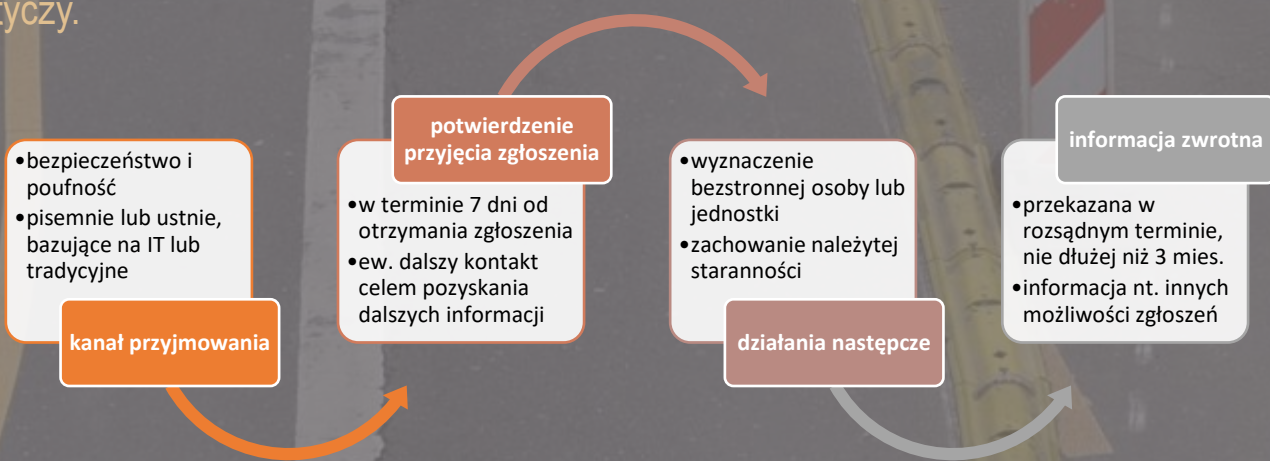 tyczy.
•bezpieczeństwo i
poufność
•pisemnie lub ustnie,
bazujące na IT lub
tradycyjne
kanał przyjmowania
potwierdzenie
przyjęcia zgłoszenia
•w terminie 7 dni od
otrzymania zgłoszenia
•ew. dalszy kontakt
celem pozyskania
dalszych informacji
•wyznaczenie
bezstronnej osoby lub
jednostki
•zachowanie należytej
staranności
działania następcze
informacja zwrotna
•przekazana w
rozsądnym terminie,
nie dłużej niż 3 mies.
•informacja nt. innych
możliwości zgłoszeń